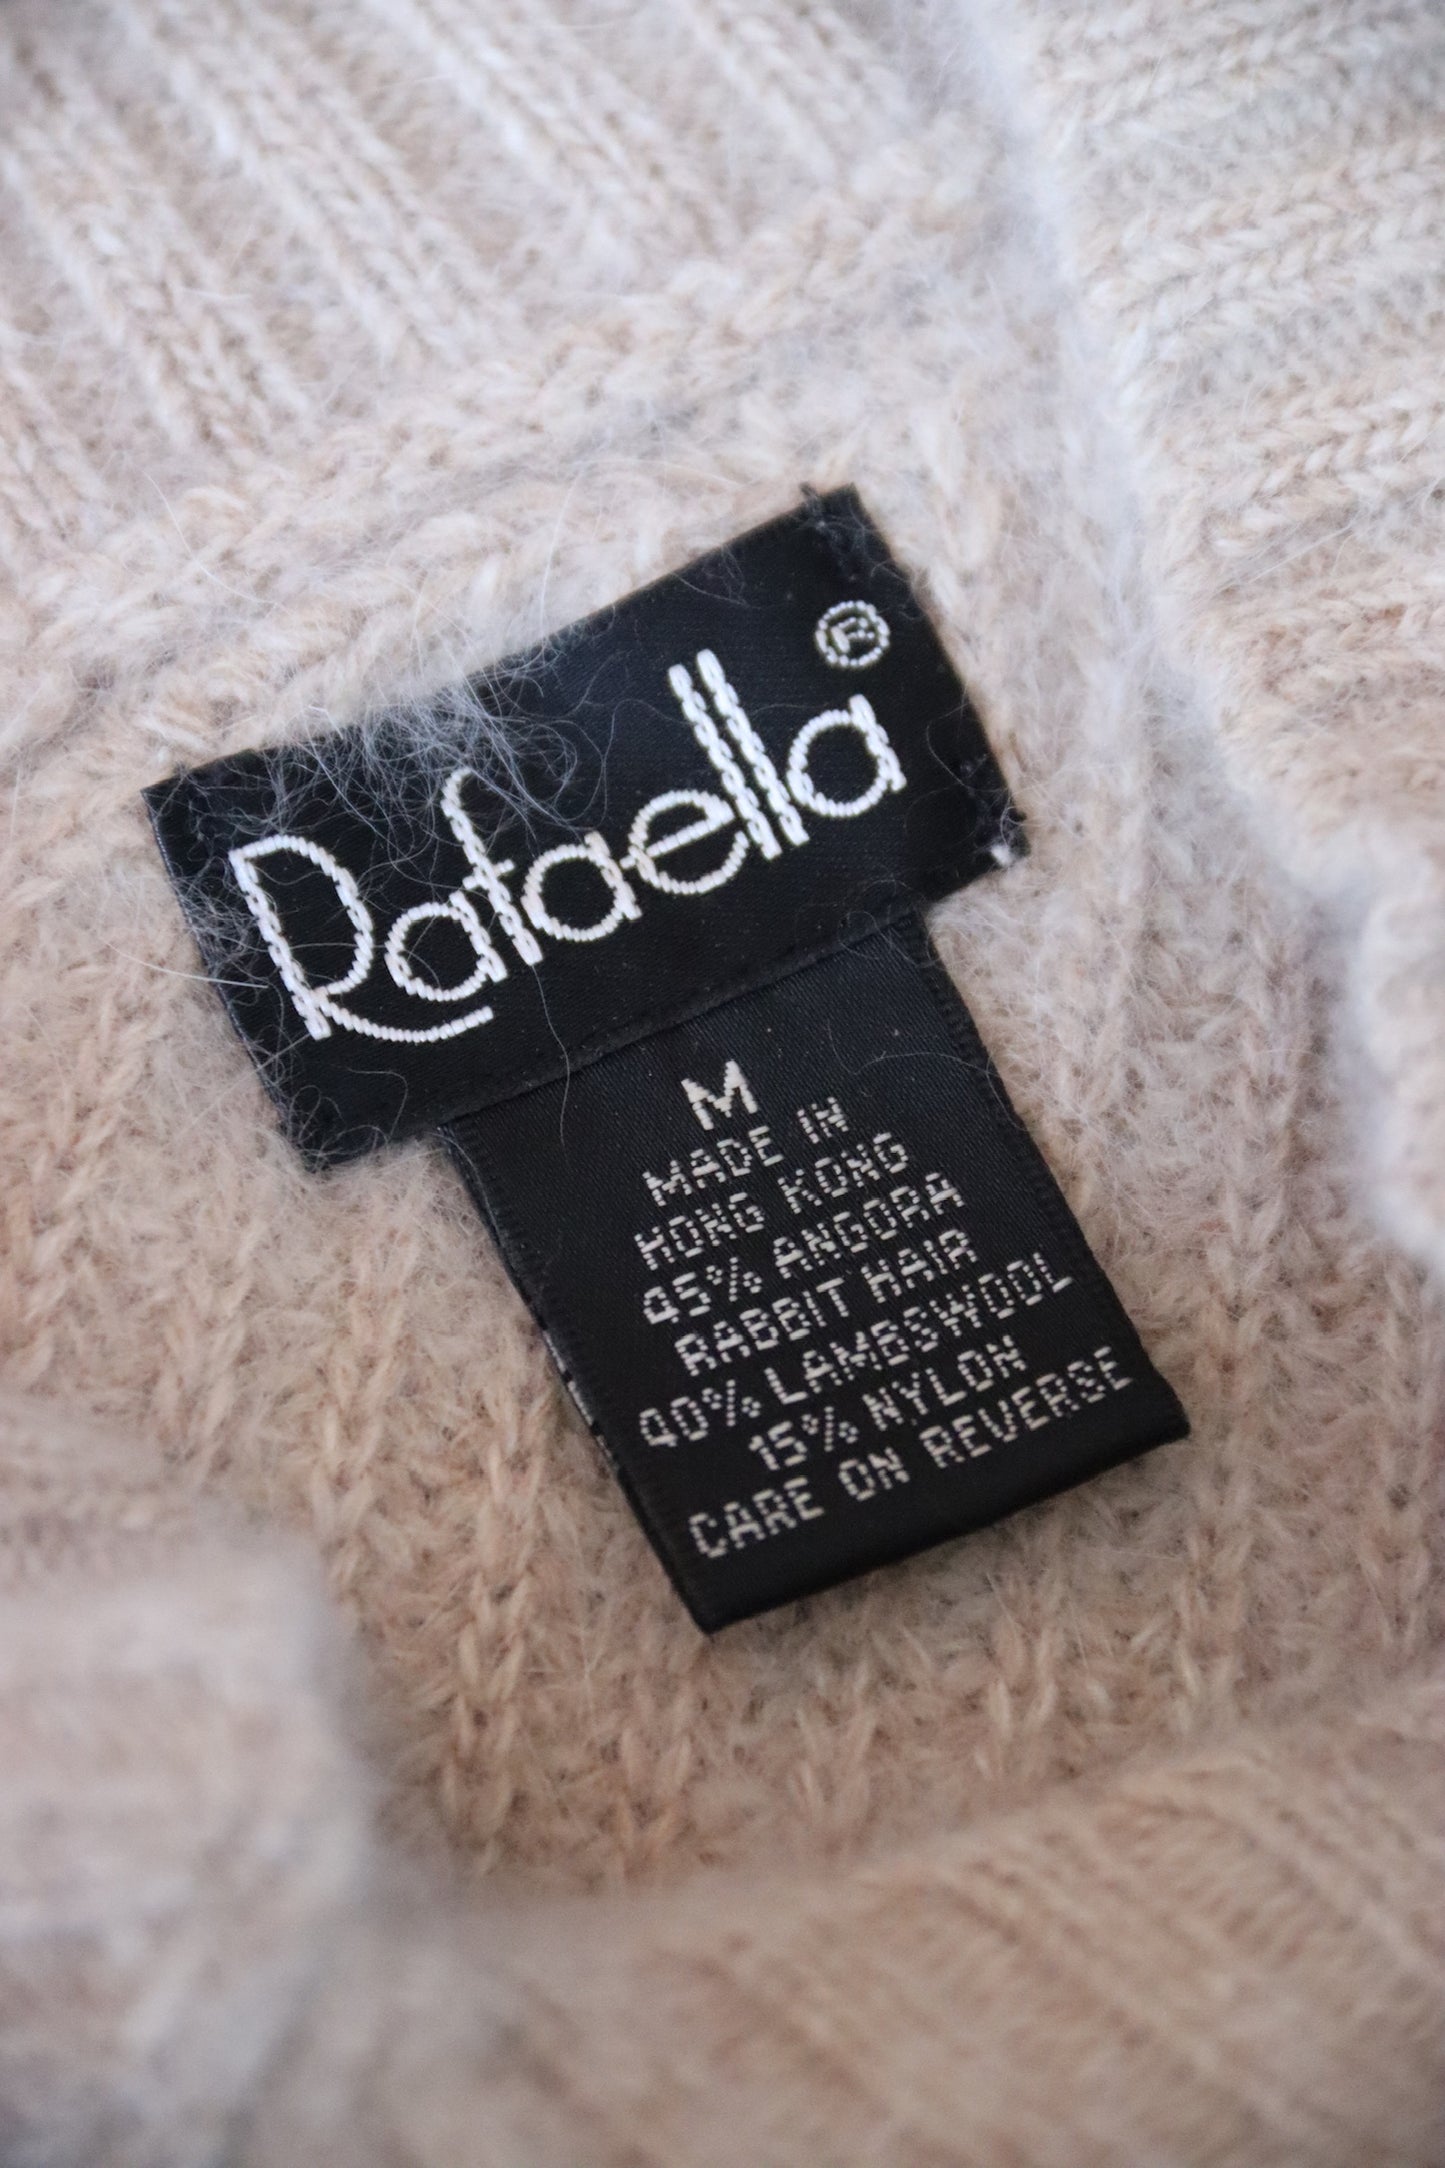 Rafaella®
M
MADE IN
HONG KONG
45% ANGORA
RABBIT HAIR
40% LAMBSWOOL
15% NYLON
CARE ON REVERSE